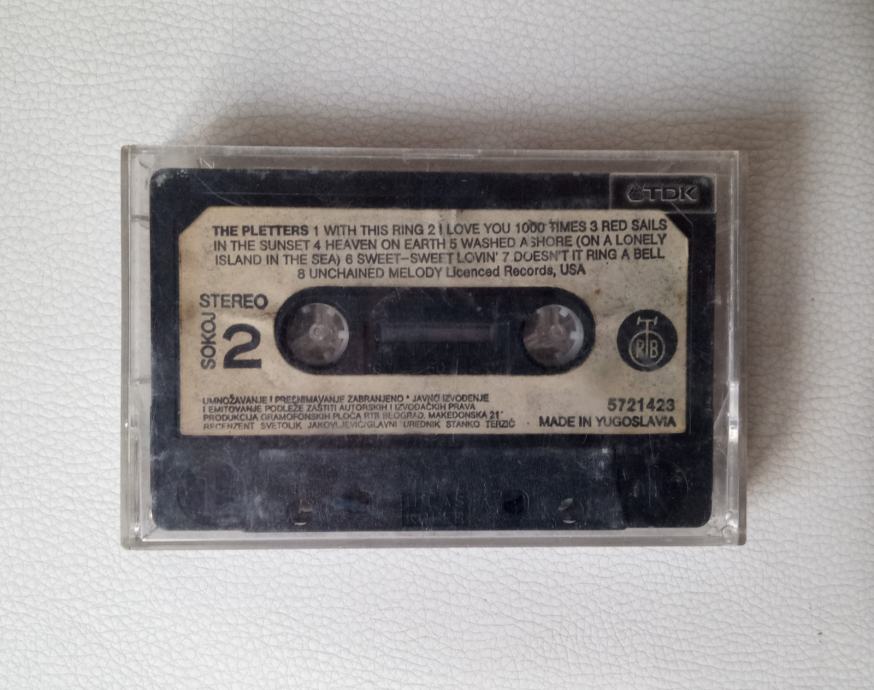 TDK
THE PLETTERS 1 WITH THIS RING 2 I LOVE YOU 1000 TIMES 3 RED SAILS
IN THE SUNSET 4 HEAVEN ON EARTH 5 WASHED ASHORE (ON A LONELY
ISLAND IN THE SEA) 6 SWEET-SWEET LOVIN' 7 DOESN'T IT RING A BELL
8 UNCHAINED MELODY Licenced Records, USA
STEREO
SOKOJ
2
RTB
UMNOŽAVANJE I PRESNIMAVANJE ZABRANJENO * JAVNO IZVOĐENJE
I EMITOVANJE PODLEŽE ZAŠTITI AUTORSKIH I IZVOĐAČKIH PRAVA
PRODUKCIJA GRAMOFONSKIH PLOČA RTB BEOGRAD, MAKEDONSKA 21
RECENZENT SVETOLIK JAKOVLJEVIĆ/GLAVNI UREDNIK STANKO TERZIĆ
5721423
MADE IN YUGOSLAVIA